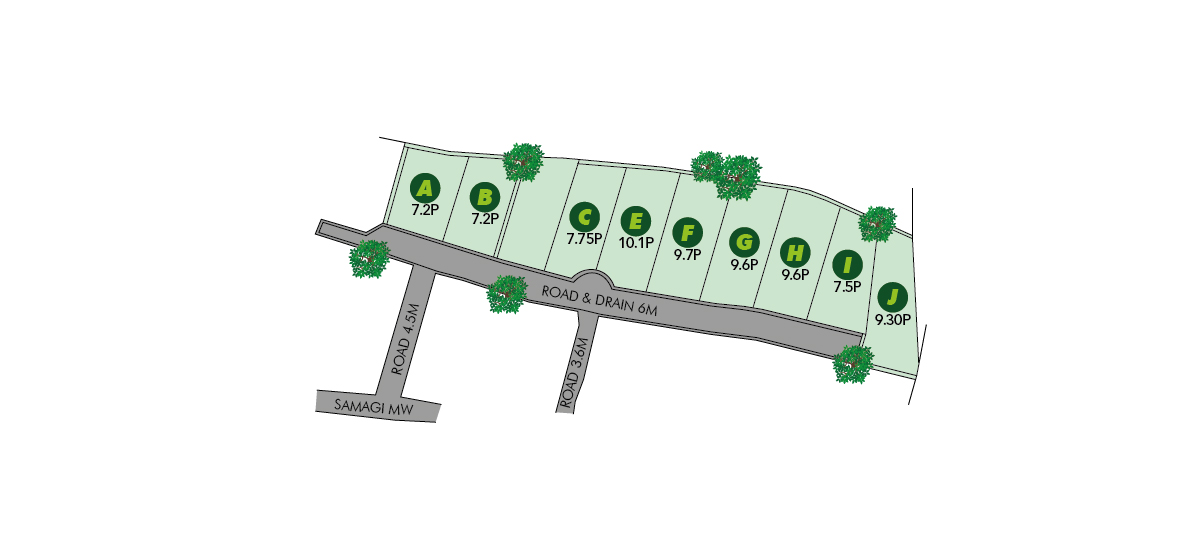 A
7.2P
B
7.2P
C
7.75P
E
10.1P
F
9.7P
G
9.6P
H
9.6P
I
7.5P
J
9.30P
ROAD & DRAIN 6M
ROAD 4.5M
ROAD 3.6M
SAMAGI MW